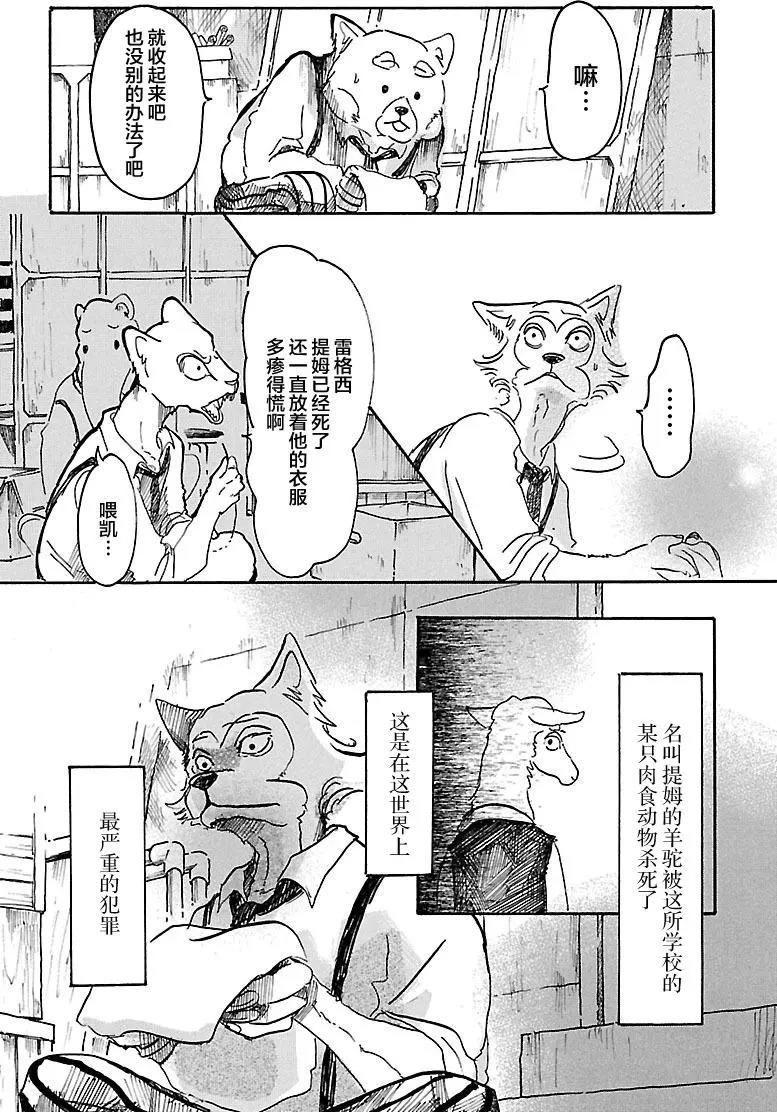 嘛…
就收起来吧
也没别的办法了吧
……
雷格西
提姆已经死了
还一直放着他的衣服
多瘆得慌啊
喂凯…
名叫提姆的羊驼被这所学校的
某只肉食动物杀死了
这是在这世界上
最严重的犯罪